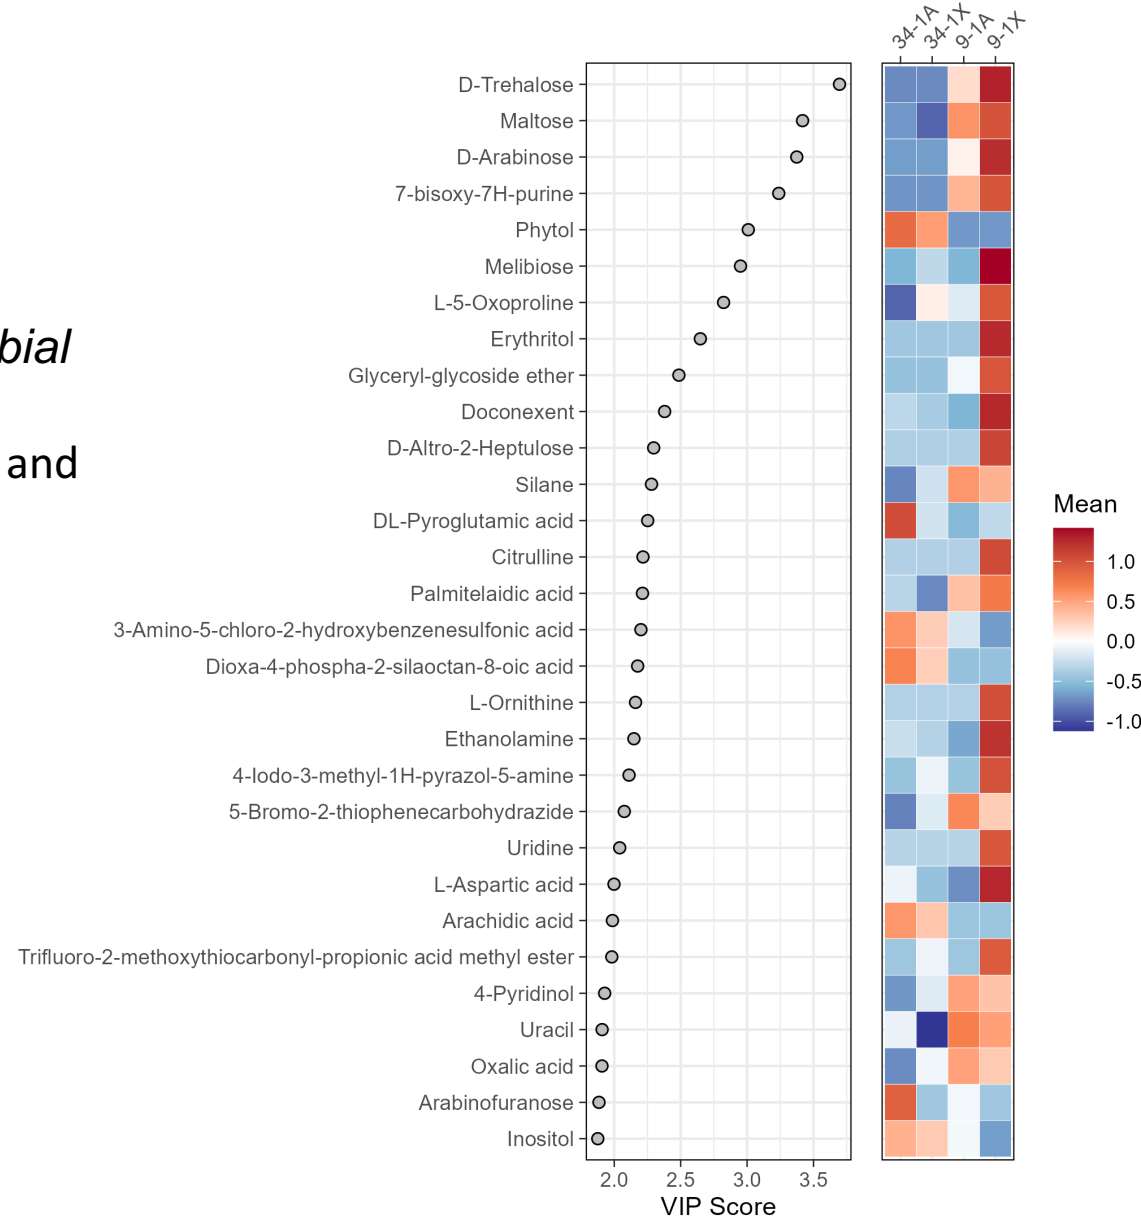 34-1A 34-1X 9-1A 9-1X
D-Trehalose
Maltose
D-Arabinose
7-bisoxy-7H-purine
Phytol
Melibiose
L-5-Oxoproline
bial
Erythritol
Glyceryl-glycoside ether
Doconexent
D-Altro-2-Heptulose
and
Silane
DL-Pyroglutamic acid
Citrulline
Palmitelaidic acid
3-Amino-5-chloro-2-hydroxybenzenesulfonic acid
Dioxa-4-phospha-2-silaoctan-8-oic acid
L-Ornithine
Ethanolamine
4-Iodo-3-methyl-1H-pyrazol-5-amine
5-Bromo-2-thiophenecarbohydrazide
Uridine
L-Aspartic acid
Arachidic acid
Trifluoro-2-methoxythiocarbonyl-propionic acid methyl ester
4-Pyridinol
Uracil
Oxalic acid
Arabinofuranose
Inositol
2.0 2.5 3.0 3.5
VIP Score
Mean
1.0
0.5
0.0
-0.5
-1.0